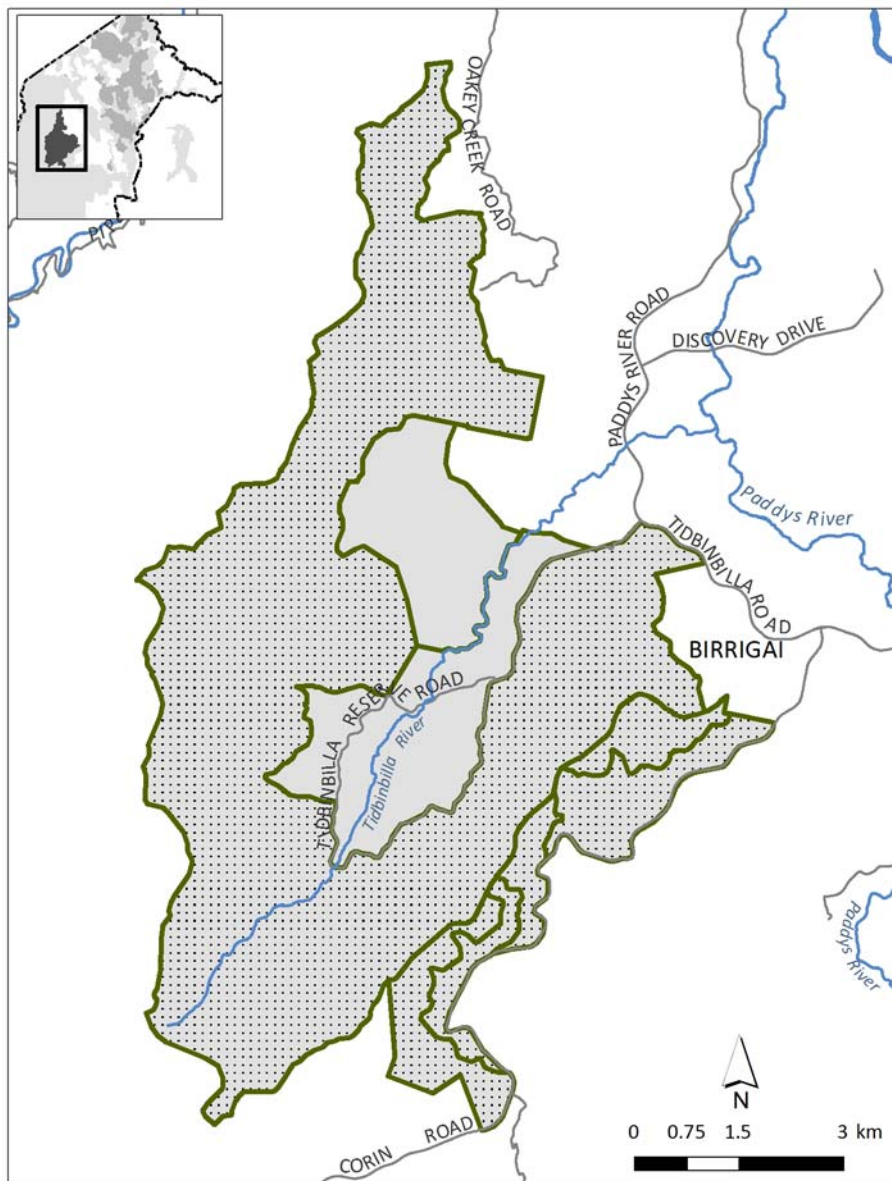 OAKEY CREEK ROAD
PADDYS RIVER ROAD
DISCOVERY DRIVE
Paddys River
TIDBINBILLA ROAD
BIRRIGAI
TIDBINBILLA RESERVE ROAD
Tidbinbilla River
Paddys
River
N
CORIN ROAD
0 0.75 1.5 3 km